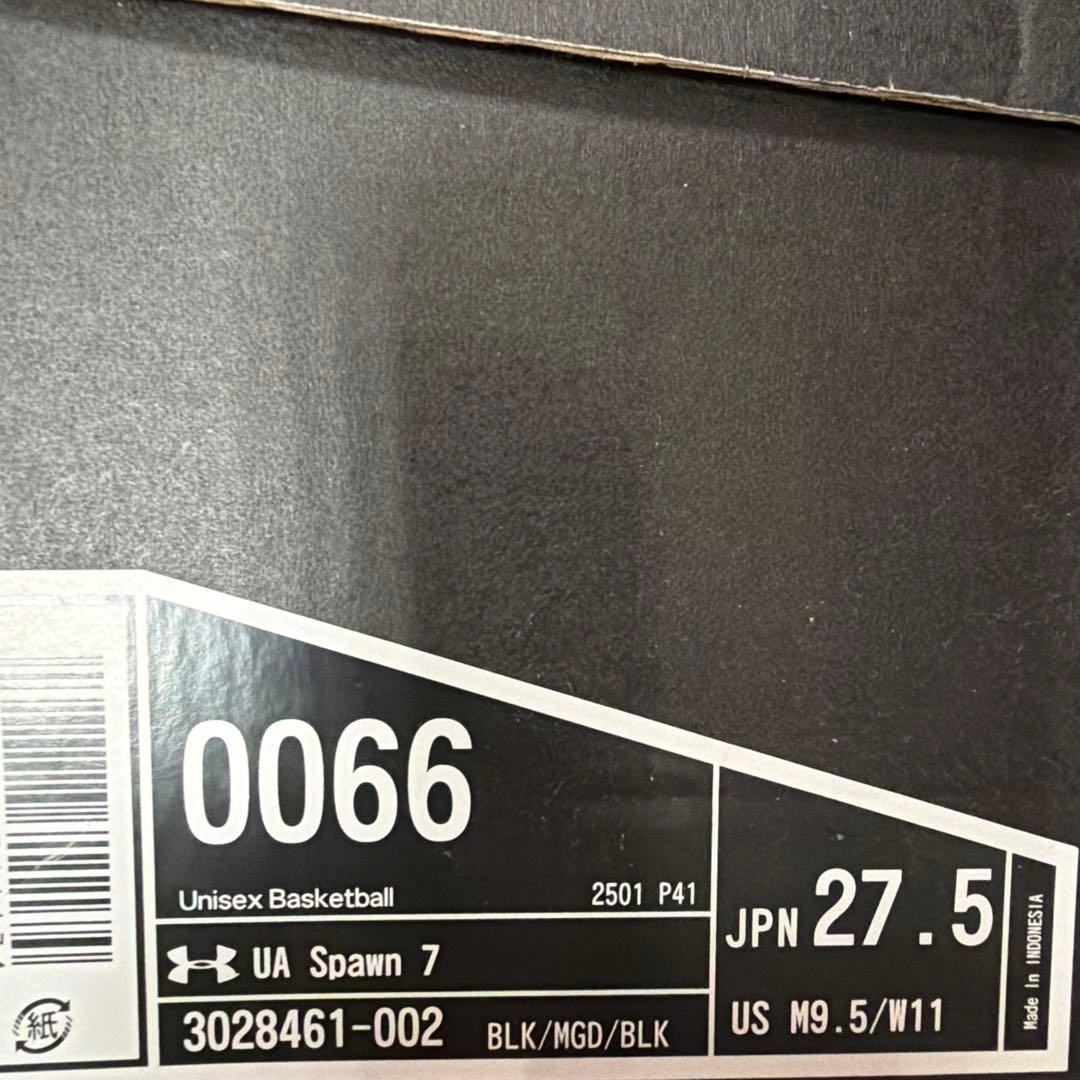 0066
Unisex Basketball 2501 P41
UA Spawn 7
3028461-002 BLK/MGD/BLK
JPN 27.5
US M9.5/W11
Made In INDONESIA
紙